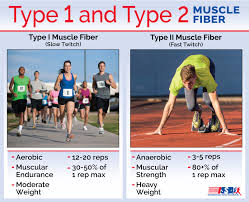 Type 1 and Type 2 MUSCLE FIBER
Type I Muscle Fiber
(Slow Twitch)
• Aerobic
• Muscular Endurance
• Moderate Weight
• 12-20 reps
• 30-50% of 1 rep max
Type II Muscle Fiber
(Fast Twitch)
• Anaerobic
• Muscular Strength
• Heavy Weight
• 3-5 reps
• 80+% of 1 rep max